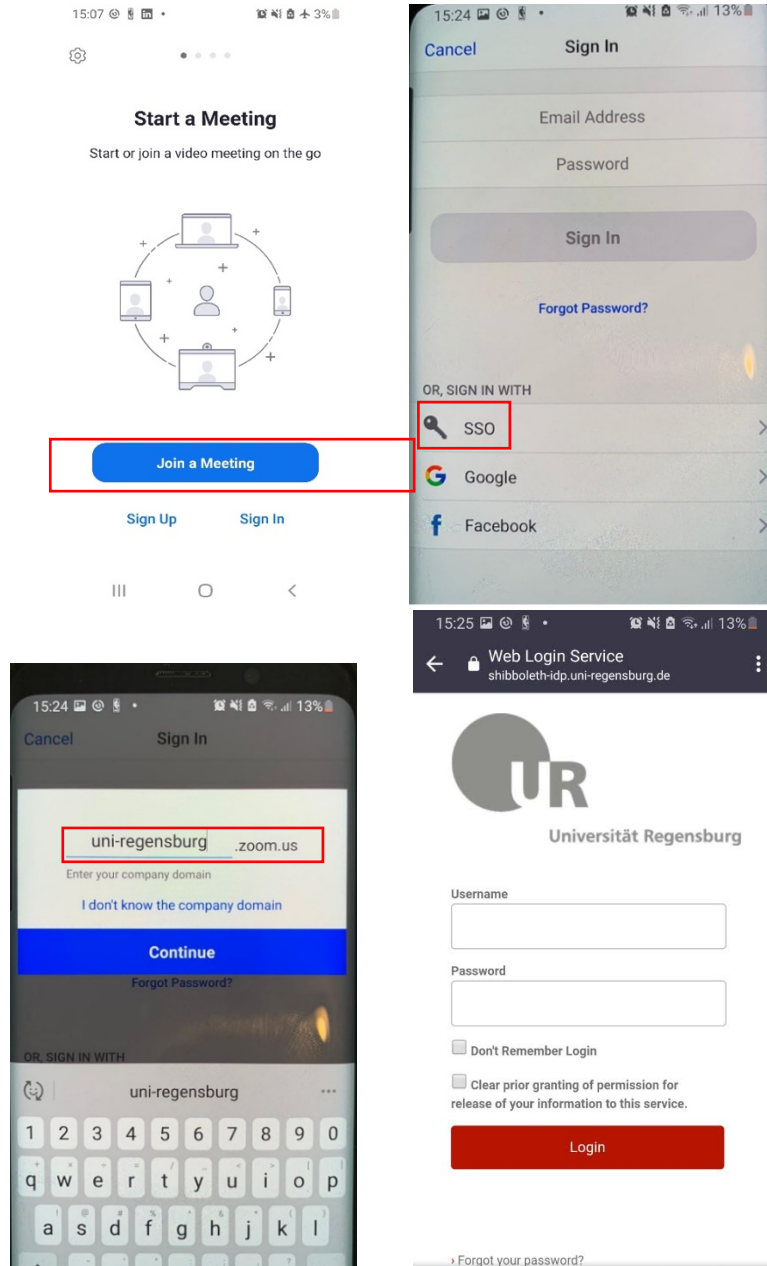 15:07 3%
Start a Meeting
Start or join a video meeting on the go
Join a Meeting
Sign Up Sign In
15:24 13%
Cancel Sign In
Email Address
Password
Sign In
Forgot Password?
OR, SIGN IN WITH
SSO
Google
Facebook
15:24 13%
Cancel Sign In
uni-regensburg .zoom.us
Enter your company domain
I don't know the company domain
Continue
Forgot Password?
OR, SIGN IN WITH
uni-regensburg
1 2 3 4 5 6 7 8 9 0
q w e r t y u i o p
a s d f g h j k l
15:25 13%
Web Login Service
shibboleth-idp.uni-regensburg.de
UR
Universität Regensburg
Username
Password
Don't Remember Login
Clear prior granting of permission for
release of your information to this service.
Login
› Forgot your password?